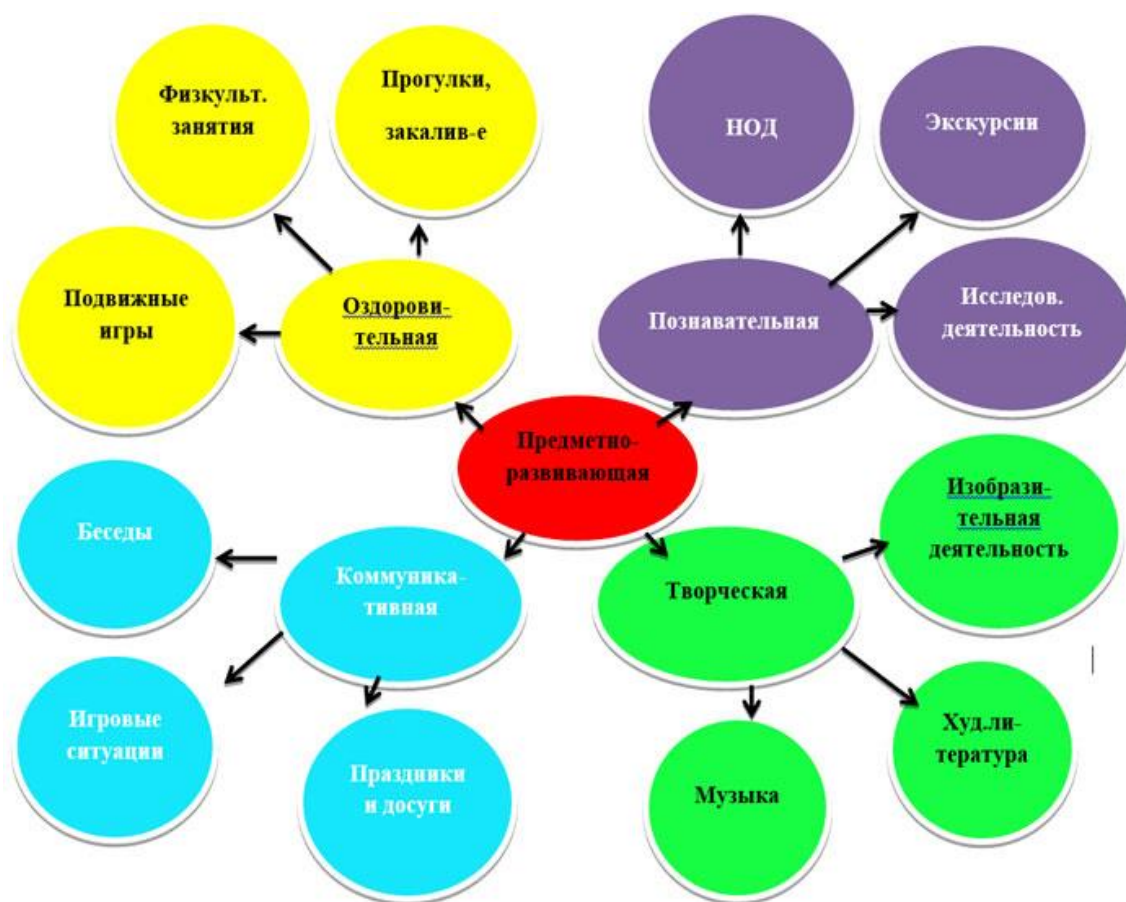 Физкульт.
занятия
Прогулки,
закалив-е
НОД
Экскурсии
Подвижные
игры
Оздорови-
тельная
Познавательная
Исследов.
деятельность
Предметно-
развивающая
Беседы
Коммуника-
тивная
Творческая
Изобрази-
тельная
деятельность
Игровые
ситуации
Праздники
и досуги
Музыка
Худ.ли-
тература